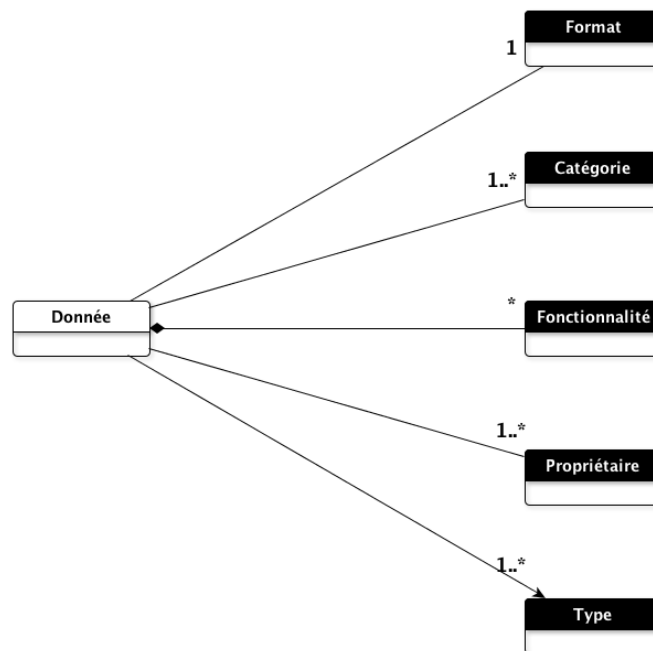 Format
1
Catégorie
1..*
*
Donnée
Fonctionnalité
1..*
Propriétaire
1..*
Type